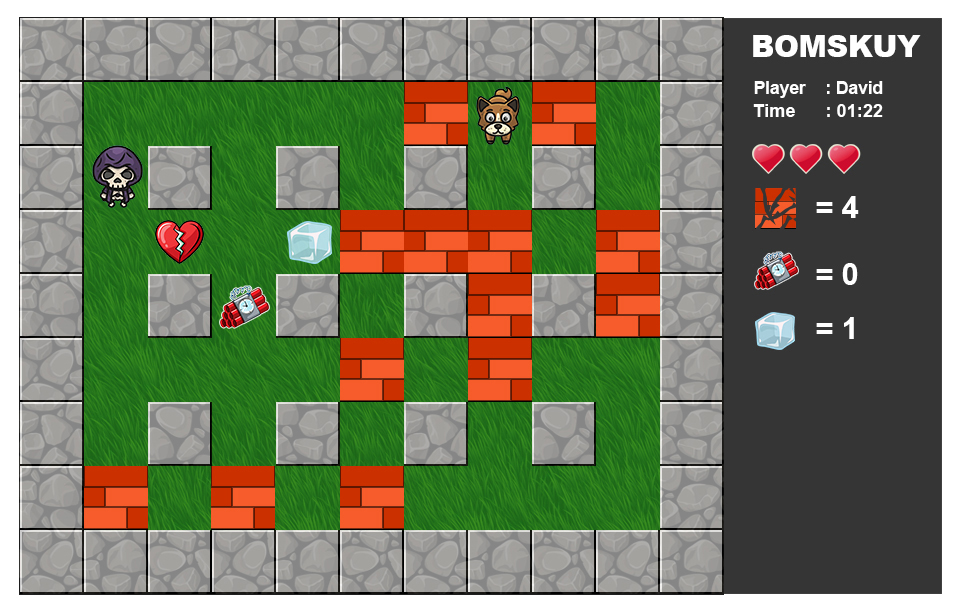 BOMSKUY
Player : David
Time : 01:22
= 4
= 0
= 1